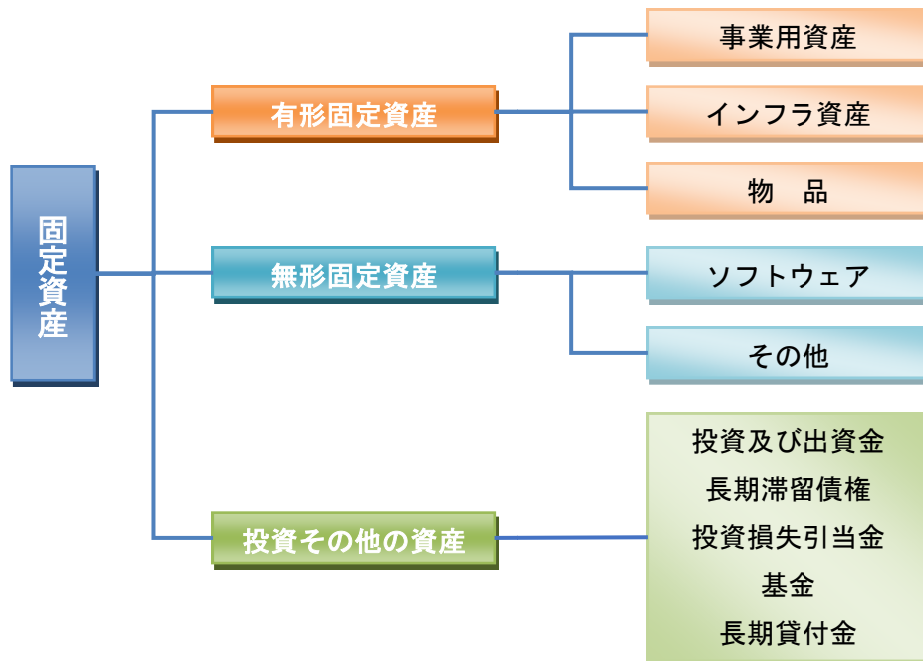 固定資産
有形固定資産
事業用資産
インフラ資産
物　品
無形固定資産
ソフトウェア
その他
投資その他の資産
投資及び出資金
長期滞留債権
投資損失引当金
基金
長期貸付金